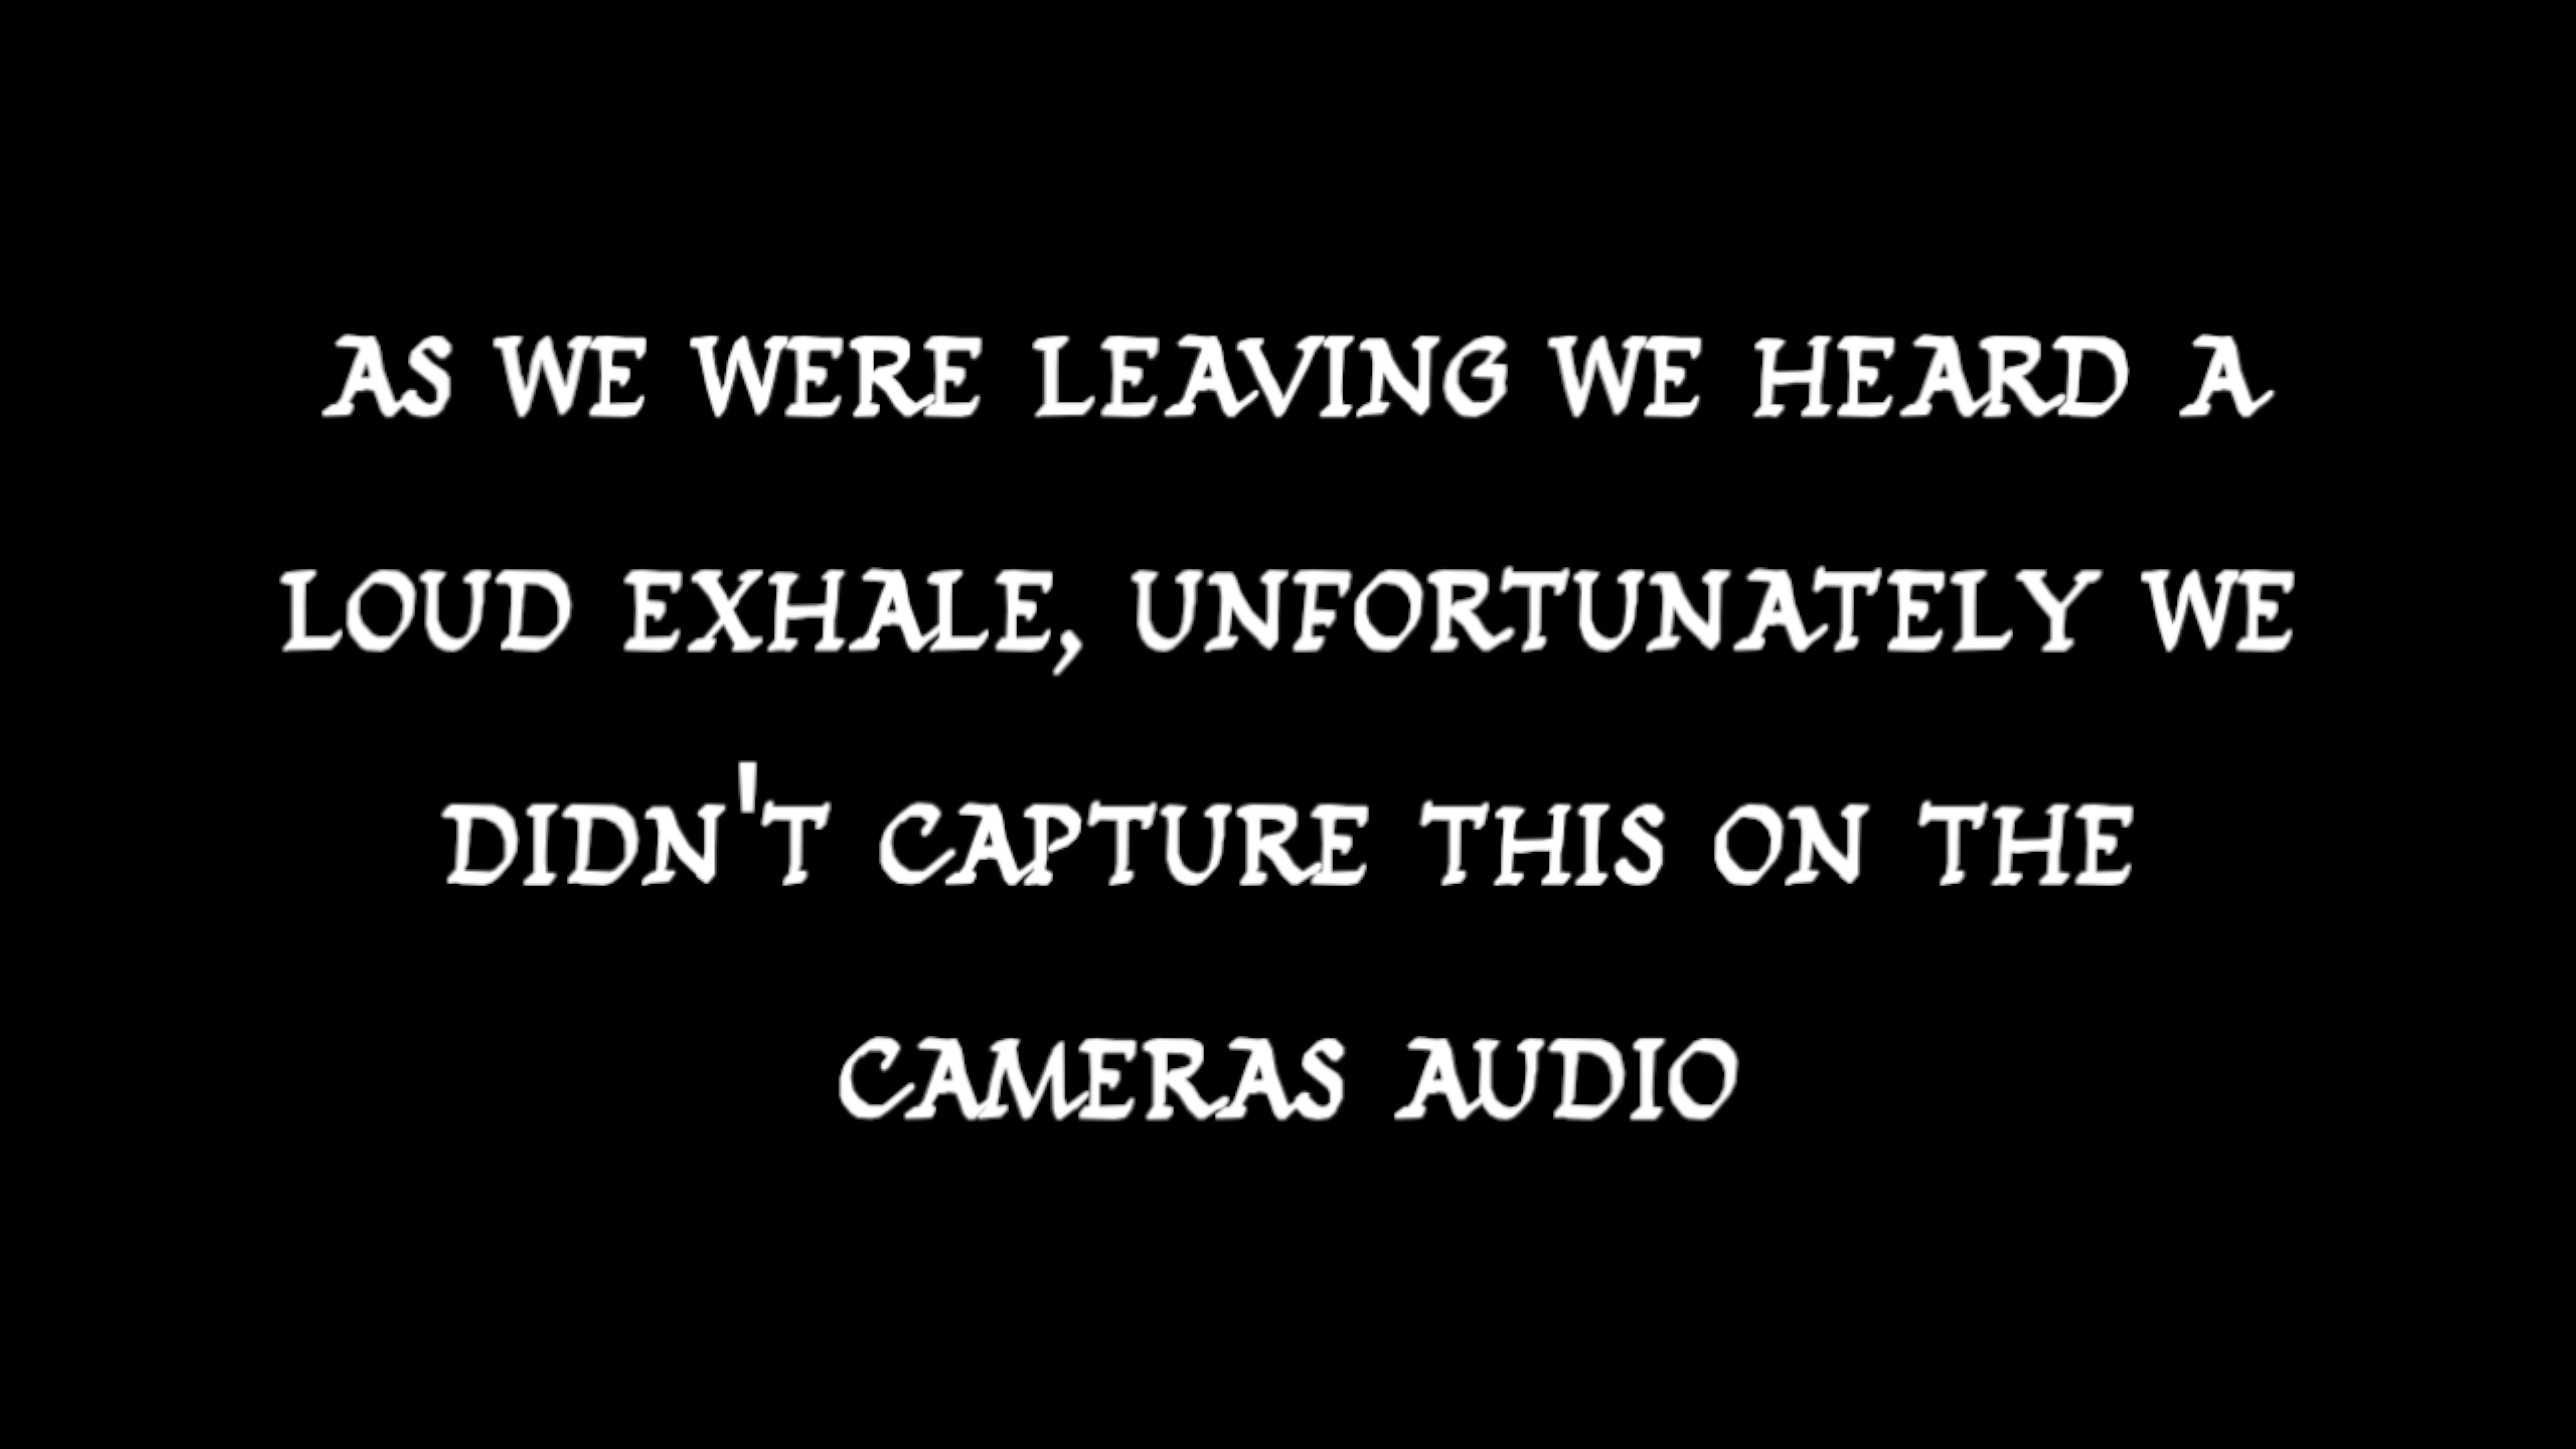 AS WE WERE LEAVING WE HEARD A
LOUD EXHALE, UNFORTUNATELY WE
DIDN'T CAPTURE THIS ON THE
CAMERAS AUDIO